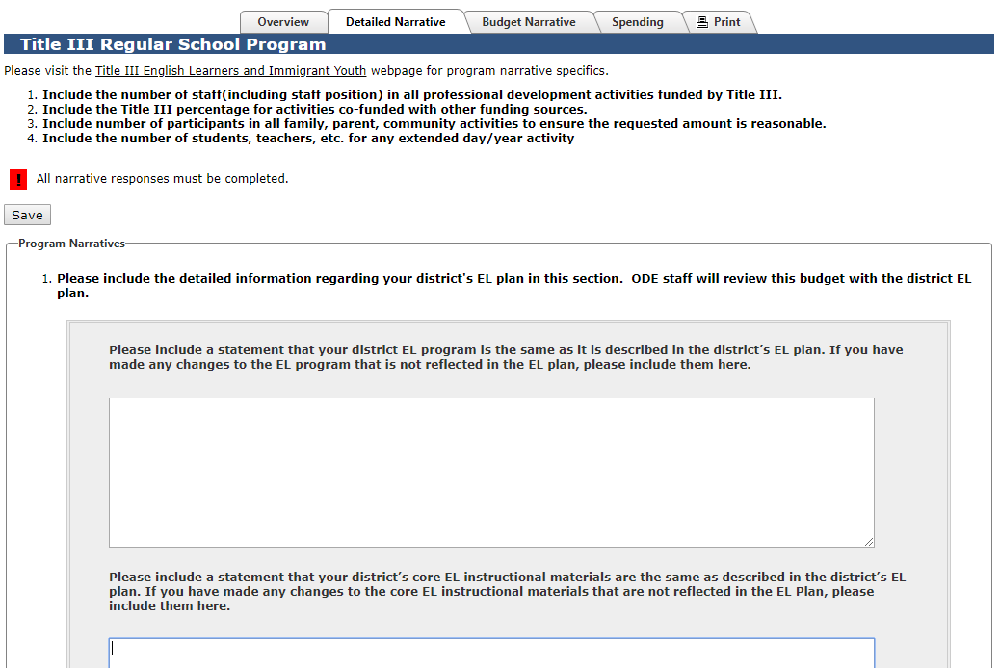 Overview Detailed Narrative Budget Narrative Spending Print
Title III Regular School Program
Please visit the Title III English Learners and Immigrant Youth webpage for program narrative specifics.
1. Include the number of staff(including staff position) in all professional development activities funded by Title III.
2. Include the Title III percentage for activities co-funded with other funding sources.
3. Include number of participants in all family, parent, community activities to ensure the requested amount is reasonable.
4. Include the number of students, teachers, etc. for any extended day/year activity
! All narrative responses must be completed.
Save
Program Narratives
1. Please include the detailed information regarding your district's EL plan in this section. ODE staff will review this budget with the district EL
plan.
Please include a statement that your district EL program is the same as it is described in the district’s EL plan. If you have
made any changes to the EL program that is not reflected in the EL plan, please include them here.
Please include a statement that your district’s core EL instructional materials are the same as described in the district’s EL
plan. If you have made any changes to the core EL instructional materials that are not reflected in the EL Plan, please
include them here.